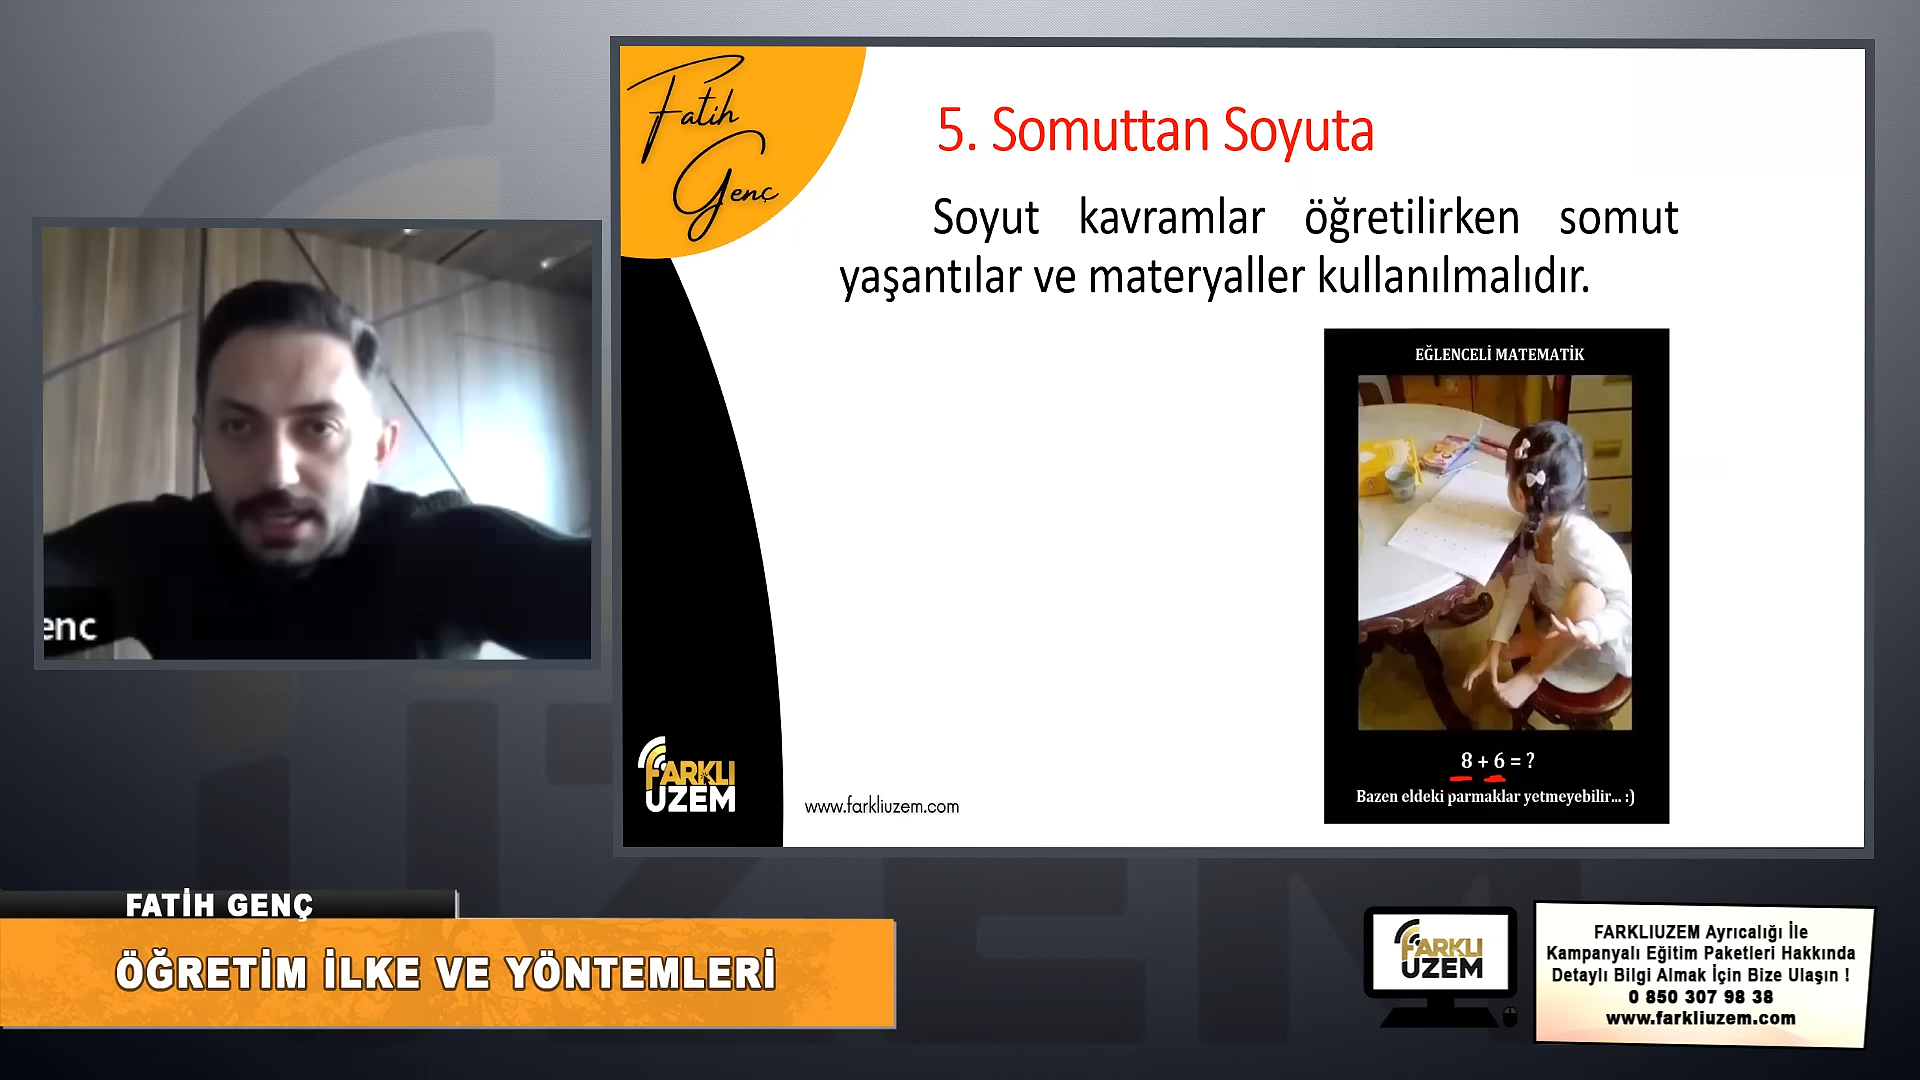 Fatih
Genç
5. Somuttan Soyuta
Soyut kavramlar öğretilirken somut
yaşantılar ve materyaller kullanılmalıdır.
EĞLENCELİ MATEMATİK
8 + 6 = ?
Bazen eldeki parmaklar yetmeyebilir... :)
enc
FARKLI
UZEM
www.farkliuzem.com
FATİH GENÇ
ÖĞRETİM İLKE VE YÖNTEMLERİ
FARKLI
UZEM
FARKLIUZEM Ayrıcalığı İle
Kampanyalı Eğitim Paketleri Hakkında
Detaylı Bilgi Almak İçin Bize Ulaşın !
0 850 307 98 38
www.farkliuzem.com